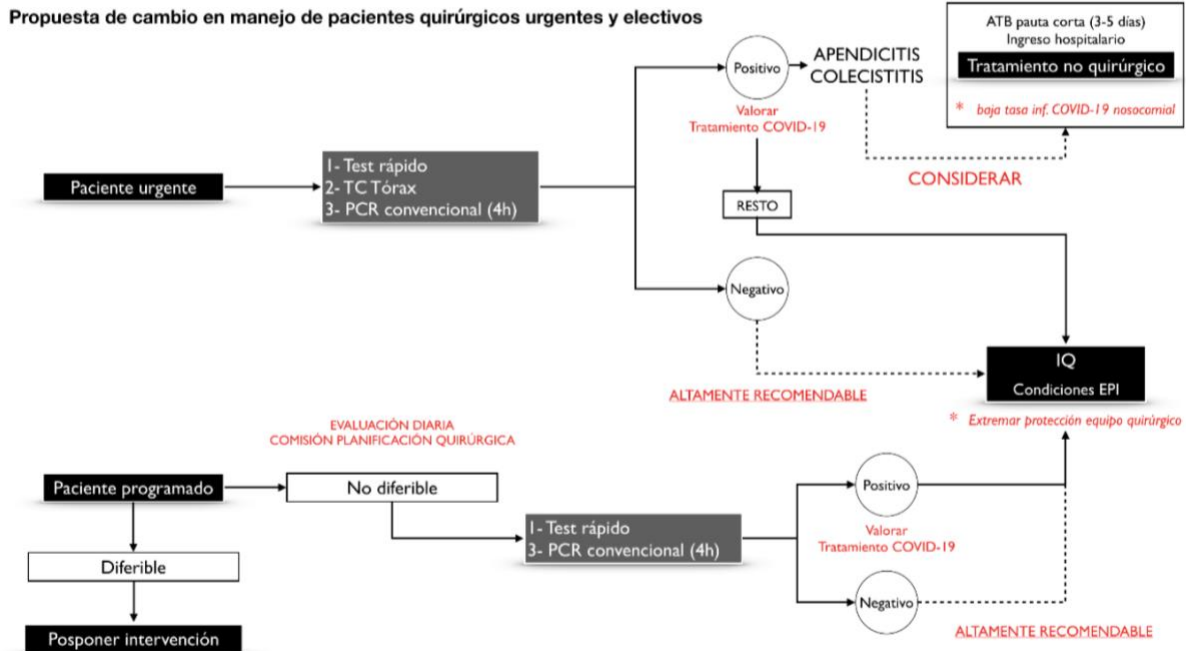 Propuesta de cambio en manejo de pacientes quirúrgicos urgentes y electivos
ATB pauta corta (3-5 días)
Ingreso hospitalario
Tratamiento no quirúrgico
* baja tasa inf. COVID-19 nosocomial
Positivo
APENDICITIS
COLECISTITIS
Valorar
Tratamiento COVID-19
CONSIDERAR
Paciente urgente
1- Test rápido
2- TC Tórax
3- PCR convencional (4h)
RESTO
Negativo
ALTAMENTE RECOMENDABLE
IQ
Condiciones EPI
* Extremar protección equipo quirúrgico
EVALUACIÓN DIARIA
COMISIÓN PLANIFICACIÓN QUIRÚRGICA
Paciente programado
No diferible
1- Test rápido
3- PCR convencional (4h)
Positivo
Valorar
Tratamiento COVID-19
Negativo
ALTAMENTE RECOMENDABLE
Diferible
Posponer intervención